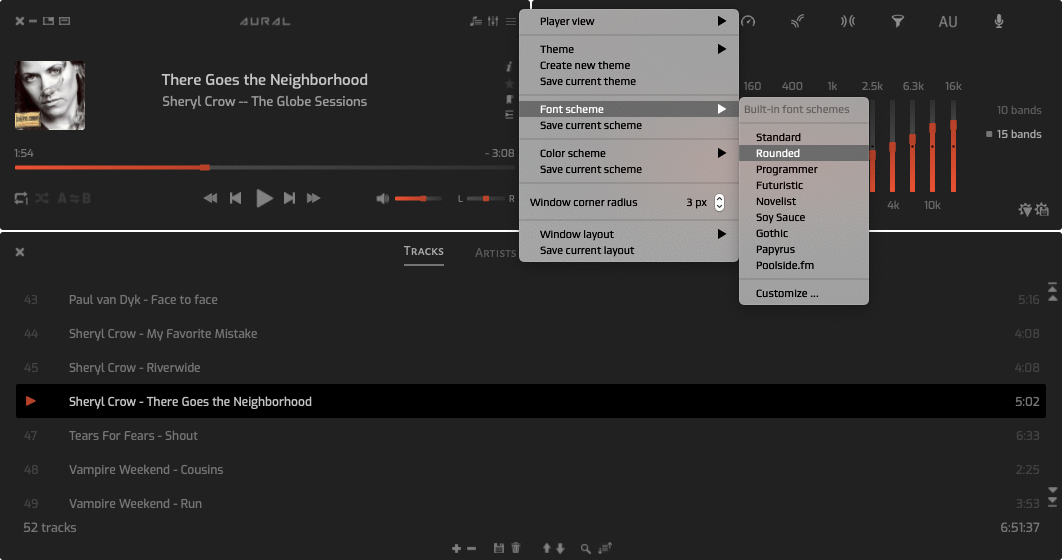 AURAL
There Goes the Neighborhood
Sheryl Crow -- The Globe Sessions
1:54
- 3:08
A B
L R
Player view
Theme
Create new theme
Save current theme
Font scheme
Save current scheme
Color scheme
Save current scheme
Window corner radius 3 px
Window layout
Save current layout
Built-in font schemes
Standard
Rounded
Programmer
Futuristic
Novelist
Soy Sauce
Gothic
Papyrus
Poolside.fm
Customize ...
AU
160 400 1k 2.5k 6.3k 16k
10 bands
15 bands
4k 10k
Tracks Artists
43 Paul van Dyk - Face to face 5:16
44 Sheryl Crow - My Favorite Mistake 4:08
45 Sheryl Crow - Riverwide 4:08
Sheryl Crow - There Goes the Neighborhood 5:02
47 Tears For Fears - Shout 6:33
48 Vampire Weekend - Cousins 2:25
49 Vampire Weekend - Run 3:53
52 tracks 6:51:37